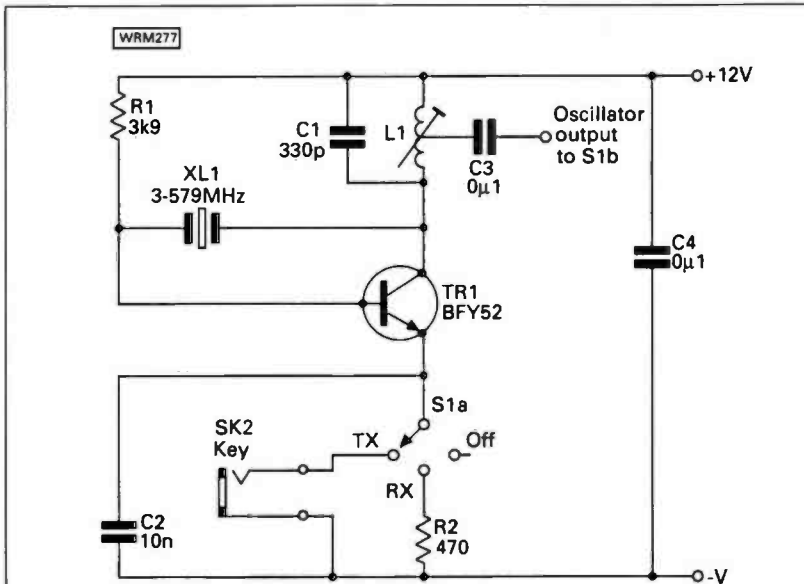 WRM277
+12V
R1
3k9
C1
330p
L1
C3
0µ1
Oscillator
output
to S1b
XL1
3-579MHz
C4
0µ1
TR1
BFY52
S1a
SK2
Key
TX
Off
RX
C2
10n
R2
470
-V